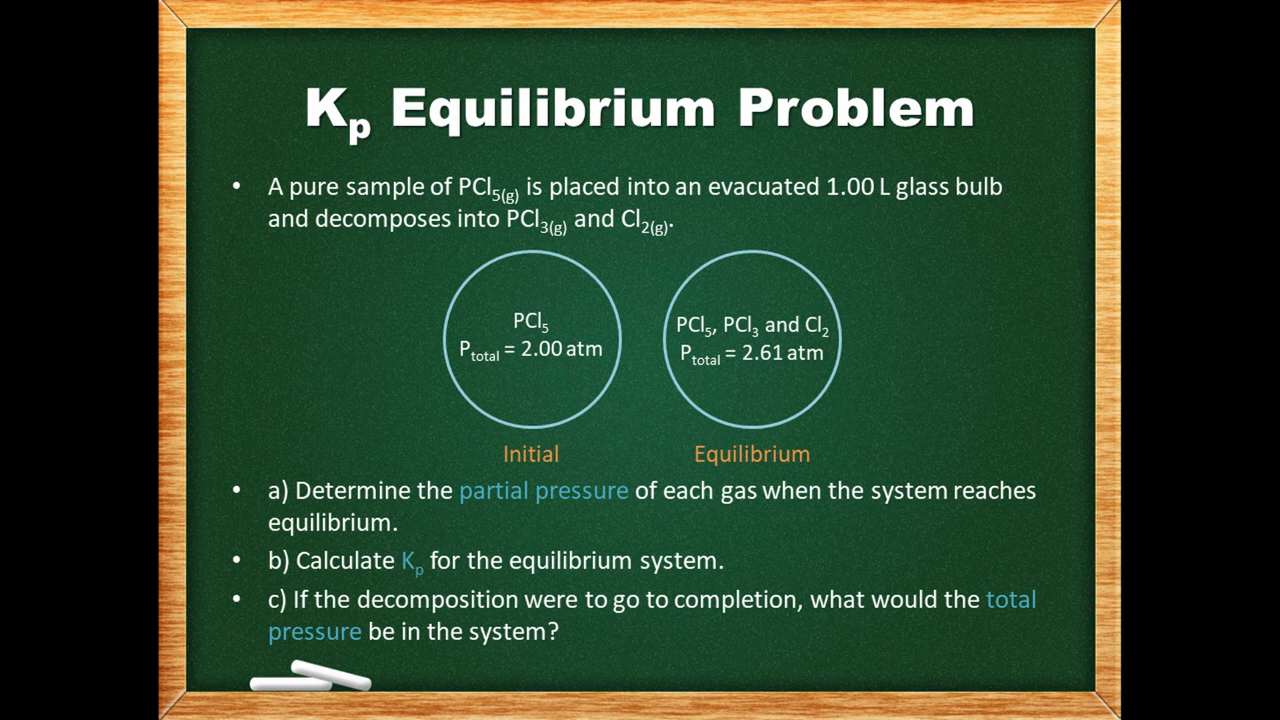 Kp Equilibrium Problem
• A pure sample of PCl5(g) is placed into an evacuated 1.00 L glass bulb
and decomposes into PCl3(g) and Cl2(g).
PCl5
Ptotal = 2.00 atm
PCl5, PCl3 and Cl2
Ptotal = 2.61 atm
Initial
Equilibrium
• a) Determine the partial pressure of each gas when the system reaches
equilibrium.
• b) Calculate Kp for the equilibrium system.
• c) If the decomposition were to go to completion, what would the total
pressure be in the system?